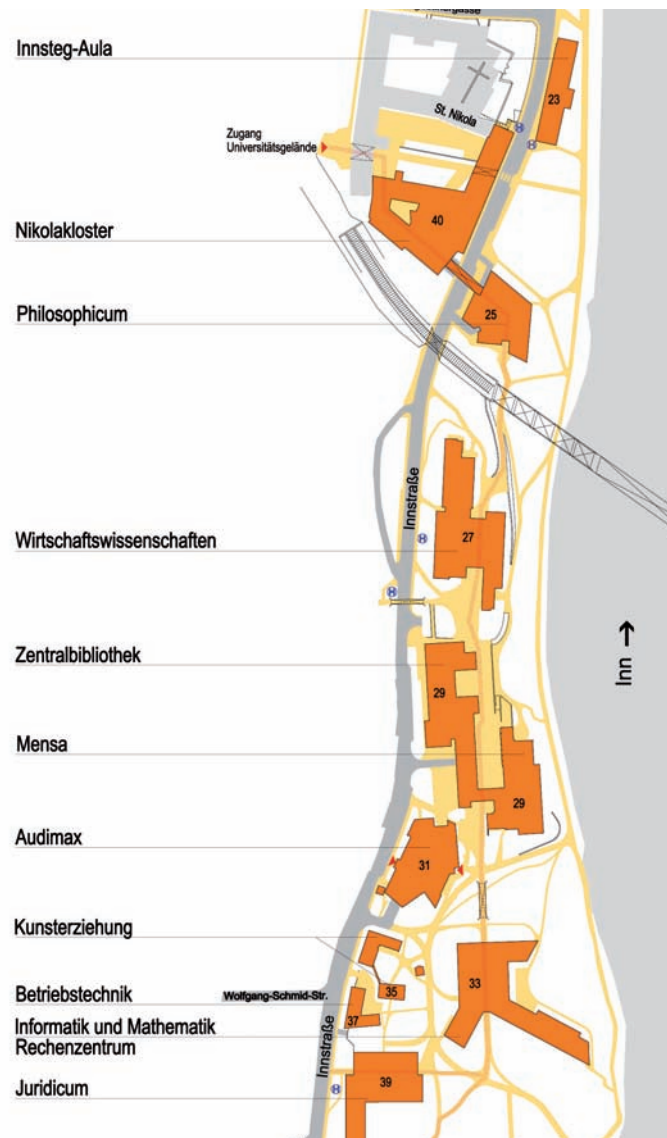 Innsteg-Aula
23
St. Nikola
H
H
Zugang
Universitätsgelände
40
Nikolakloster
25
Philosophicum
Innstraße
Wirtschaftswissenschaften
27
H
H
Zentralbibliothek
29
Inn →
Mensa
29
Audimax
31
Kunsterziehung
35
33
Betriebstechnik
Wolfgang-Schmid-Str.
37
Informatik und Mathematik
Rechenzentrum
Innstraße
Juridicum
39
H